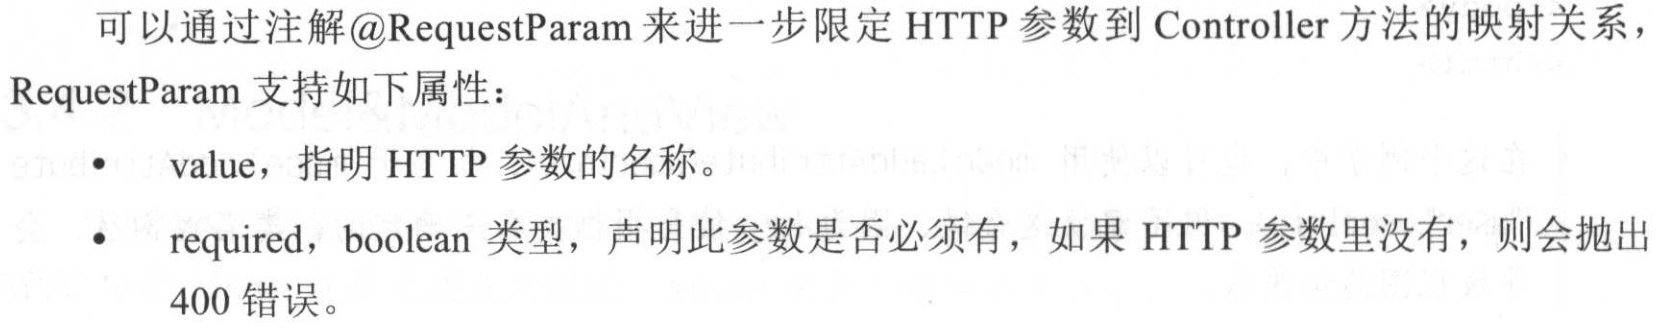 可以通过注解@RequestParam 来进一步限定 HTTP 参数到 Controller 方法的映射关系，
RequestParam 支持如下属性：
• value，指明 HTTP 参数的名称。
• required，boolean 类型，声明此参数是否必须有，如果 HTTP 参数里没有，则会抛出
400 错误。